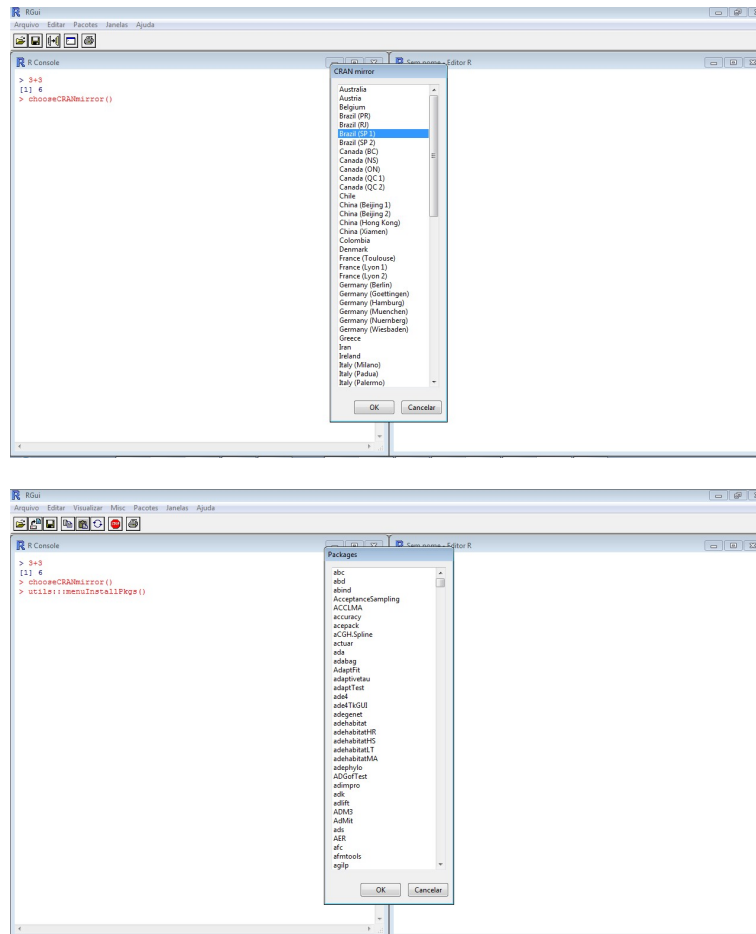 RGui
Arquivo Editar Pacotes Janelas Ajuda
R Console
Sem nome - Editor R
> 3+3
[1] 6
> chooseCRANmirror()
CRAN mirror
Australia
Austria
Belgium
Brazil (PR)
Brazil (RJ)
Brazil (SP 1)
Brazil (SP 2)
Canada (BC)
Canada (NS)
Canada (ON)
Canada (QC 1)
Canada (QC 2)
Chile
China (Beijing 1)
China (Beijing 2)
China (Hong Kong)
China (Xiamen)
Colombia
Denmark
France (Toulouse)
France (Lyon 1)
France (Lyon 2)
Germany (Berlin)
Germany (Goettingen)
Germany (Hamburg)
Germany (Muenchen)
Germany (Nuernberg)
Germany (Wiesbaden)
Greece
Iran
Ireland
Italy (Milano)
Italy (Padua)
Italy (Palermo)
OK Cancelar
RGui
Arquivo Editar Visualizar Misc Pacotes Janelas Ajuda
STOP
R Console
Sem nome - Editor R
> 3+3
[1] 6
> chooseCRANmirror()
> utils:::menuInstallPkgs()
Packages
abc
abd
abind
AcceptanceSampling
ACCLMA
accuracy
acepack
aCGH.Spline
actuar
ada
adabag
AdaptFit
adaptivetau
adaptTest
ade4
ade4TkGUI
adegenet
adehabitat
adehabitatHR
adehabitatHS
adehabitatLT
adehabitatMA
adephylo
ADGofTest
adimpro
adk
adlift
ADM3
AdMit
ads
AER
afc
afmtools
agilp
OK Cancelar